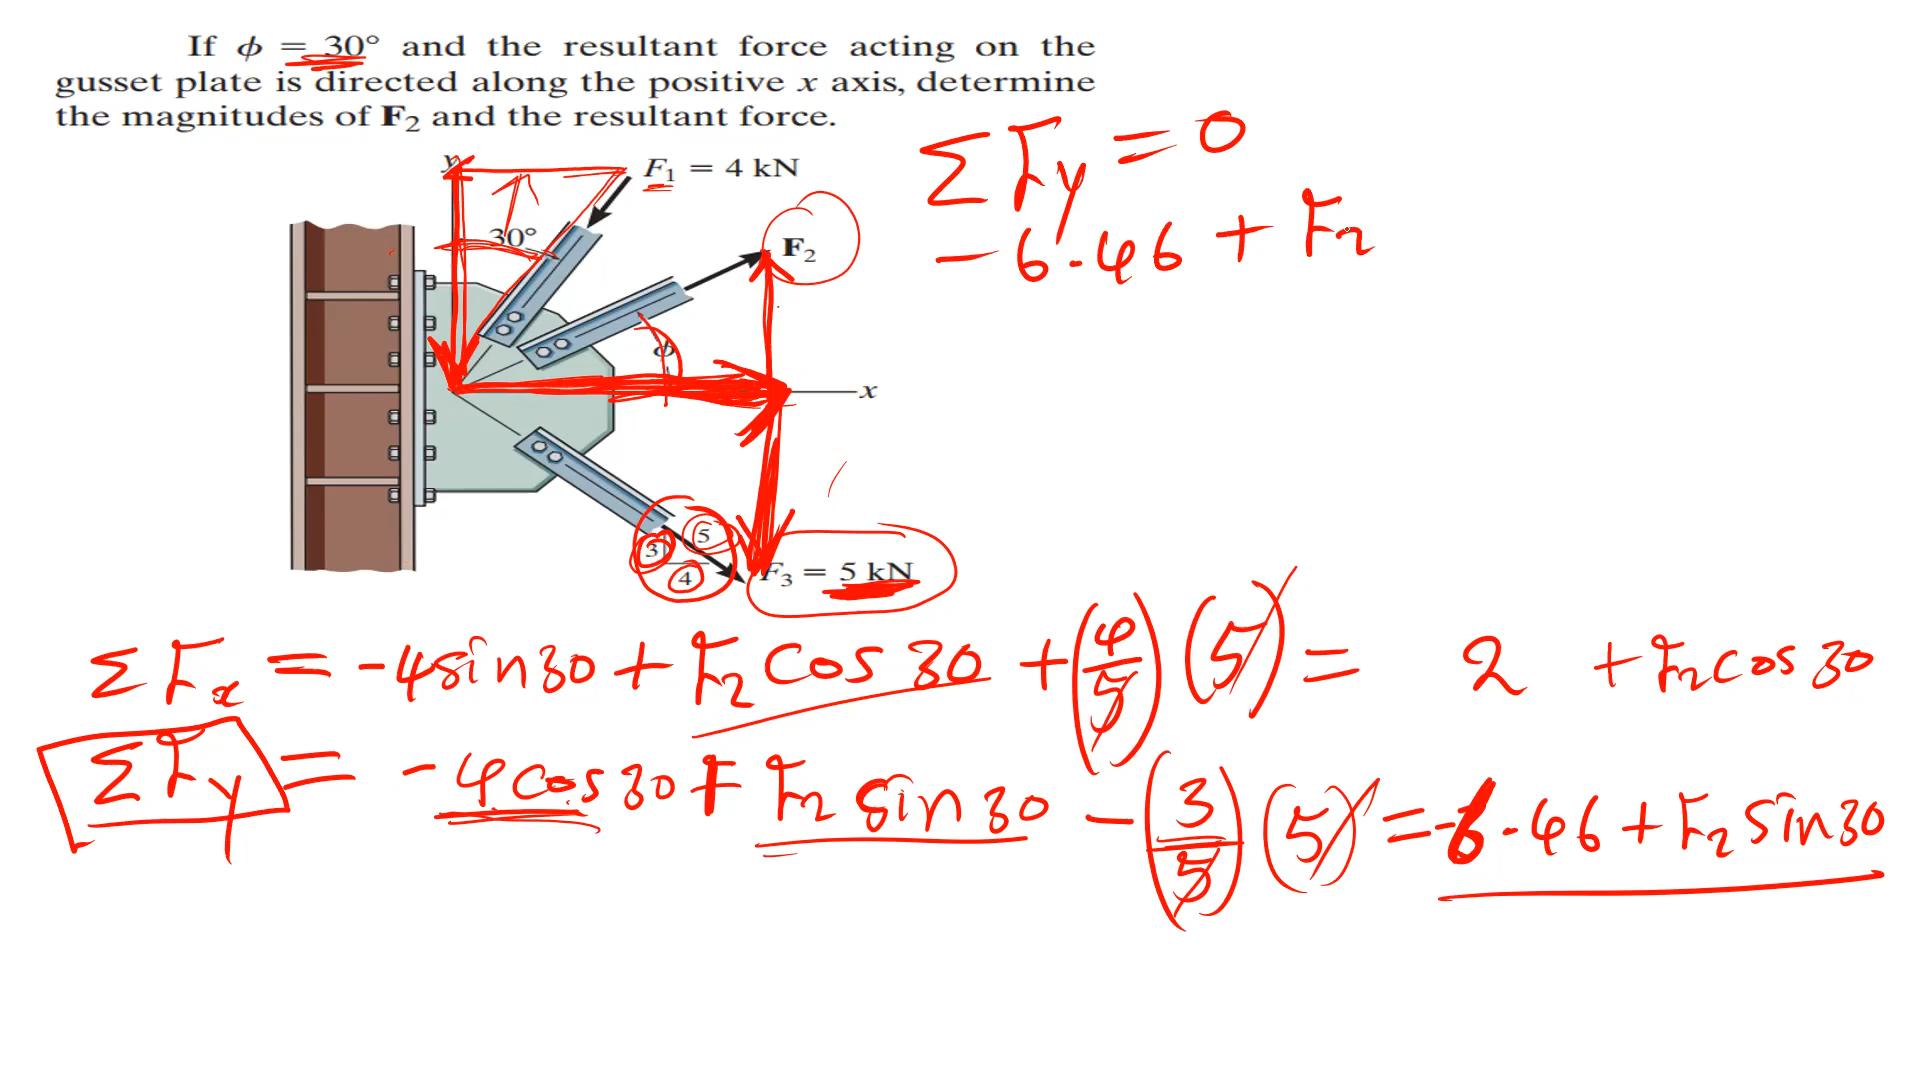 If ϕ = 30° and the resultant force acting on the
gusset plate is directed along the positive x axis, determine
the magnitudes of F₂ and the resultant force.
ΣFy = 0
-6.46 + F₂
y
F₁ = 4 kN
30°
F₂
ϕ
x
5
3
4
F₃ = 5 kN
ΣFx = -4sin30 + F₂ cos 30 + (4/5) (5) = 2 + F₂ cos 30
ΣFy = -4cos30 + F₂ sin 30 - (3/5) (5) = -6.46 + F₂ sin 30